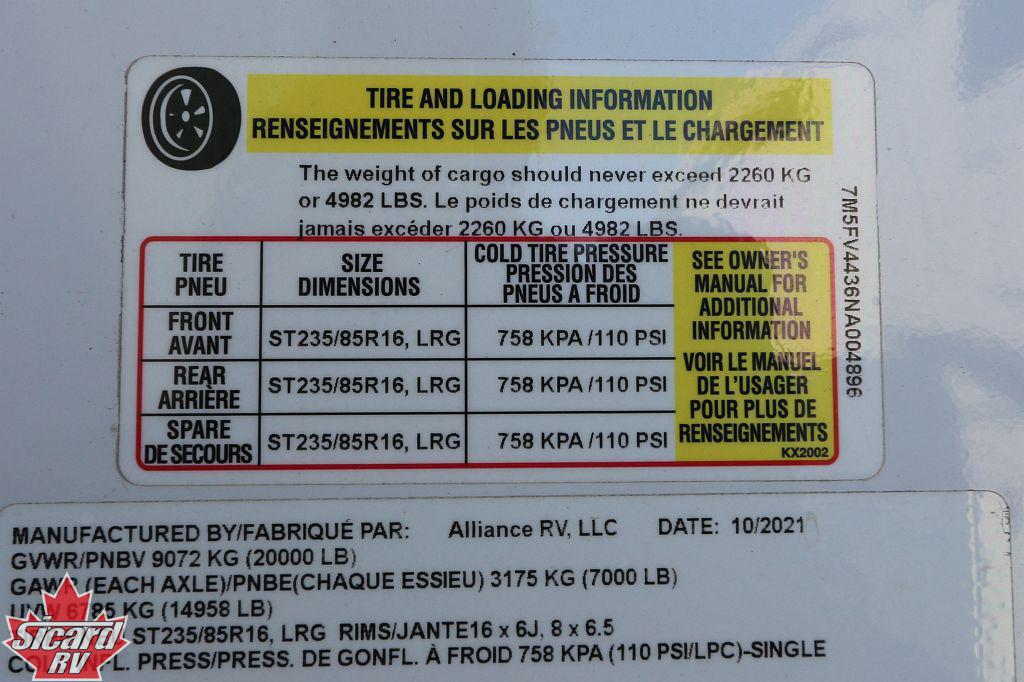 TIRE AND LOADING INFORMATION
RENSEIGNEMENTS SUR LES PNEUS ET LE CHARGEMENT
The weight of cargo should never exceed 2260 KG
or 4982 LBS. Le poids de chargement ne devrait
jamais excéder 2260 KG ou 4982 LBS.
TIRE
PNEU
SIZE
DIMENSIONS
COLD TIRE PRESSURE
PRESSION DES
PNEUS A FROID
FRONT
AVANT
ST235/85R16, LRG
758 KPA /110 PSI
REAR
ARRIÈRE
ST235/85R16, LRG
758 KPA /110 PSI
SPARE
DE SECOURS
ST235/85R16, LRG
758 KPA /110 PSI
SEE OWNER'S
MANUAL FOR
ADDITIONAL
INFORMATION
VOIR LE MANUEL
DE L'USAGER
POUR PLUS DE
RENSEIGNEMENTS
KX2002
7M5FV4436NA004896
MANUFACTURED BY/FABRIQUÉ PAR: Alliance RV, LLC DATE: 10/2021
GVWR/PNBV 9072 KG (20000 LB)
(EACH AXLE)/PNBE(CHAQUE ESSIEU) 3175 KG (7000 LB)
UVW 6785 KG (14958 LB)
ST235/85R16, LRG RIMS/JANTE16 x 6J, 8 x 6.5
PRESS/PRESS. DE GONFL. À FROID 758 KPA (110 PSI/LPC)-SINGLE
Sicard
RV